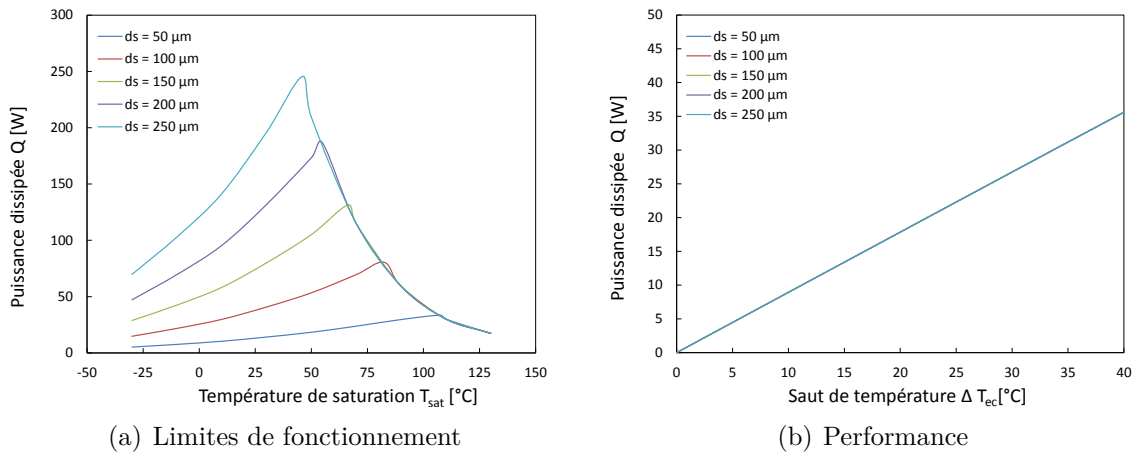 300
250
200
150
100
50
0
Puissance dissipée Q [W]
ds = 50 µm
ds = 100 µm
ds = 150 µm
ds = 200 µm
ds = 250 µm
-50 -25 0 25 50 75 100 125 150
Température de saturation Tsat [°C]
(a) Limites de fonctionnement
50
45
40
35
30
25
20
15
10
5
0
Puissance dissipée Q [W]
ds = 50 µm
ds = 100 µm
ds = 150 µm
ds = 200 µm
ds = 250 µm
0 5 10 15 20 25 30 35 40
Saut de température Δ Tec[°C]
(b) Performance